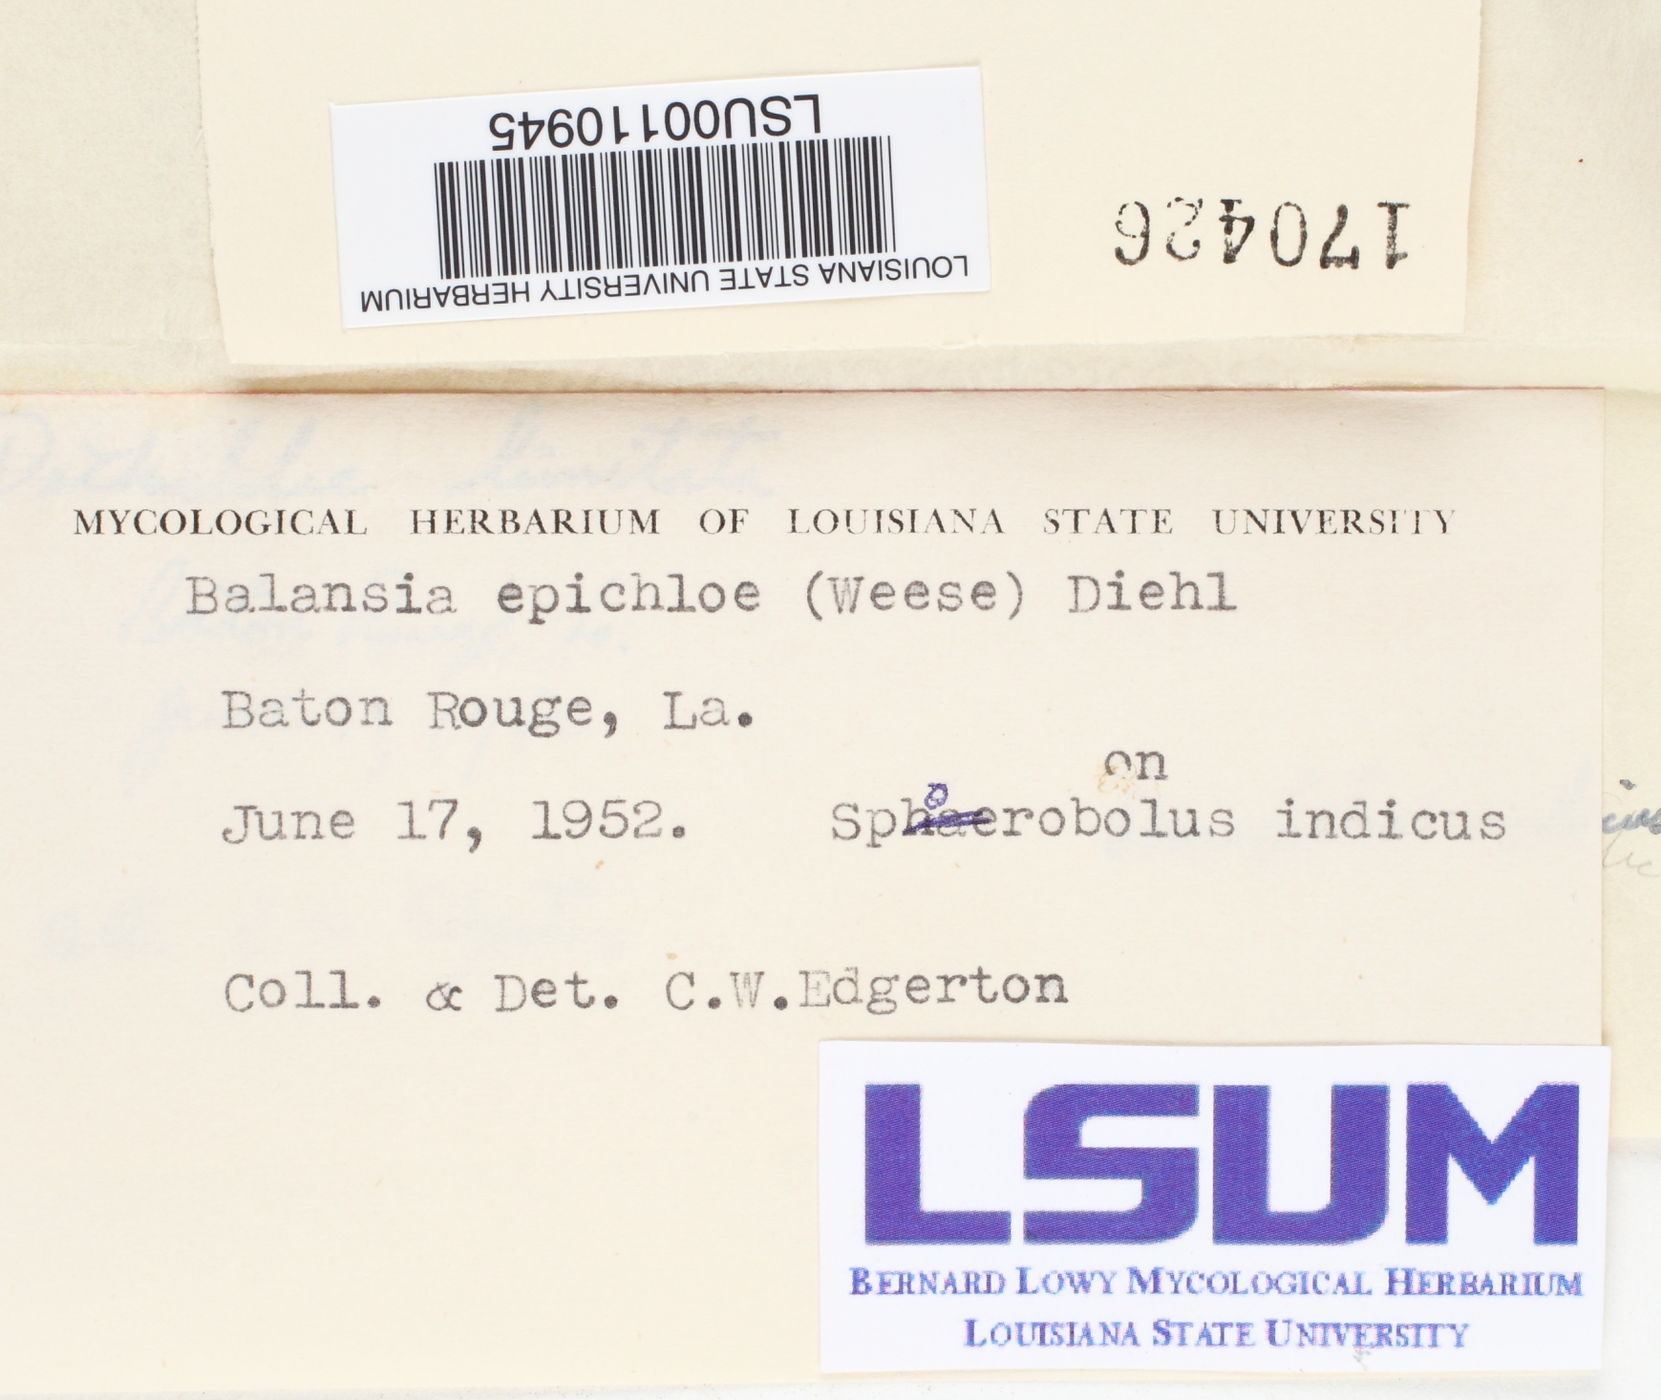 LSU00110945
LOUISIANA STATE UNIVERSITY HERBARIUM
170426
MYCOLOGICAL HERBARIUM OF LOUISIANA STATE UNIVERSITY
Balansia epichloe (Weese) Diehl
Baton Rouge, La.
on
June 17, 1952. Sphaerobolus indicus
o
Coll. & Det. C.W.Edgerton
LSUM
BERNARD LOWY MYCOLOGICAL HERBARIUM
LOUISIANA STATE UNIVERSITY